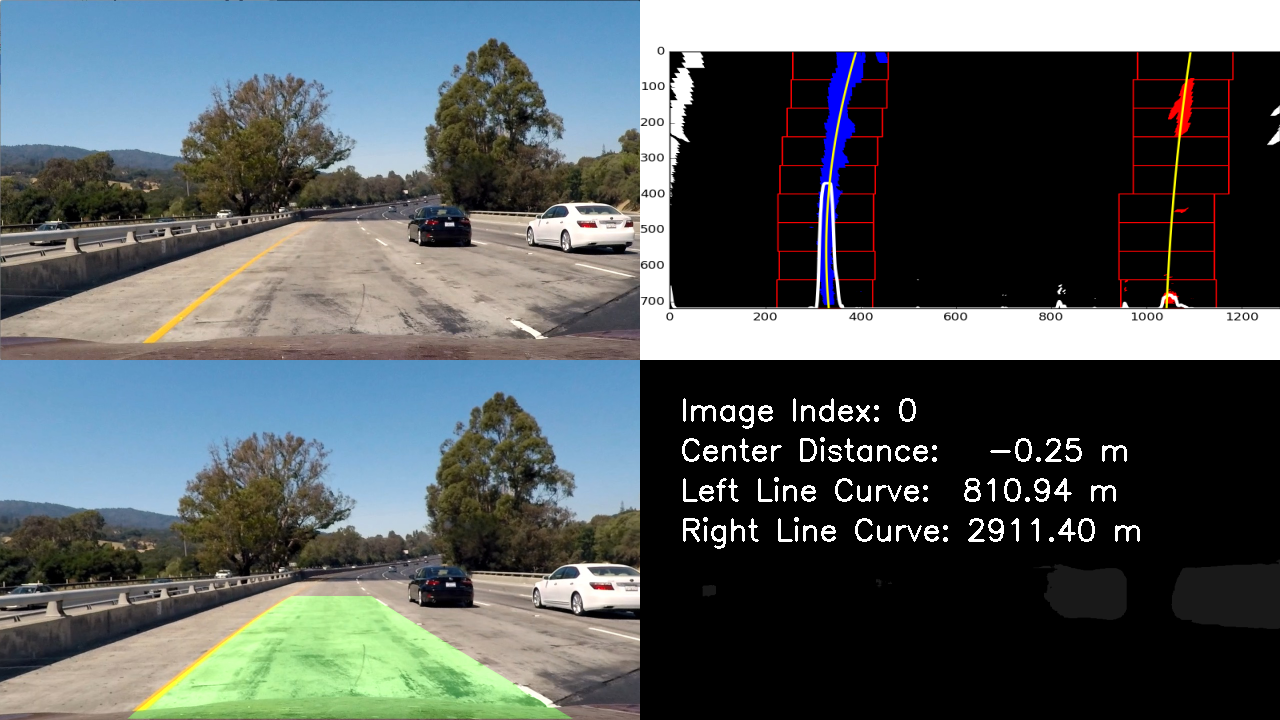 0
100
200
300
400
500
600
700
0 200 400 600 800 1000 1200
Image Index: 0
Center Distance: -0.25 m
Left Line Curve: 810.94 m
Right Line Curve: 2911.40 m